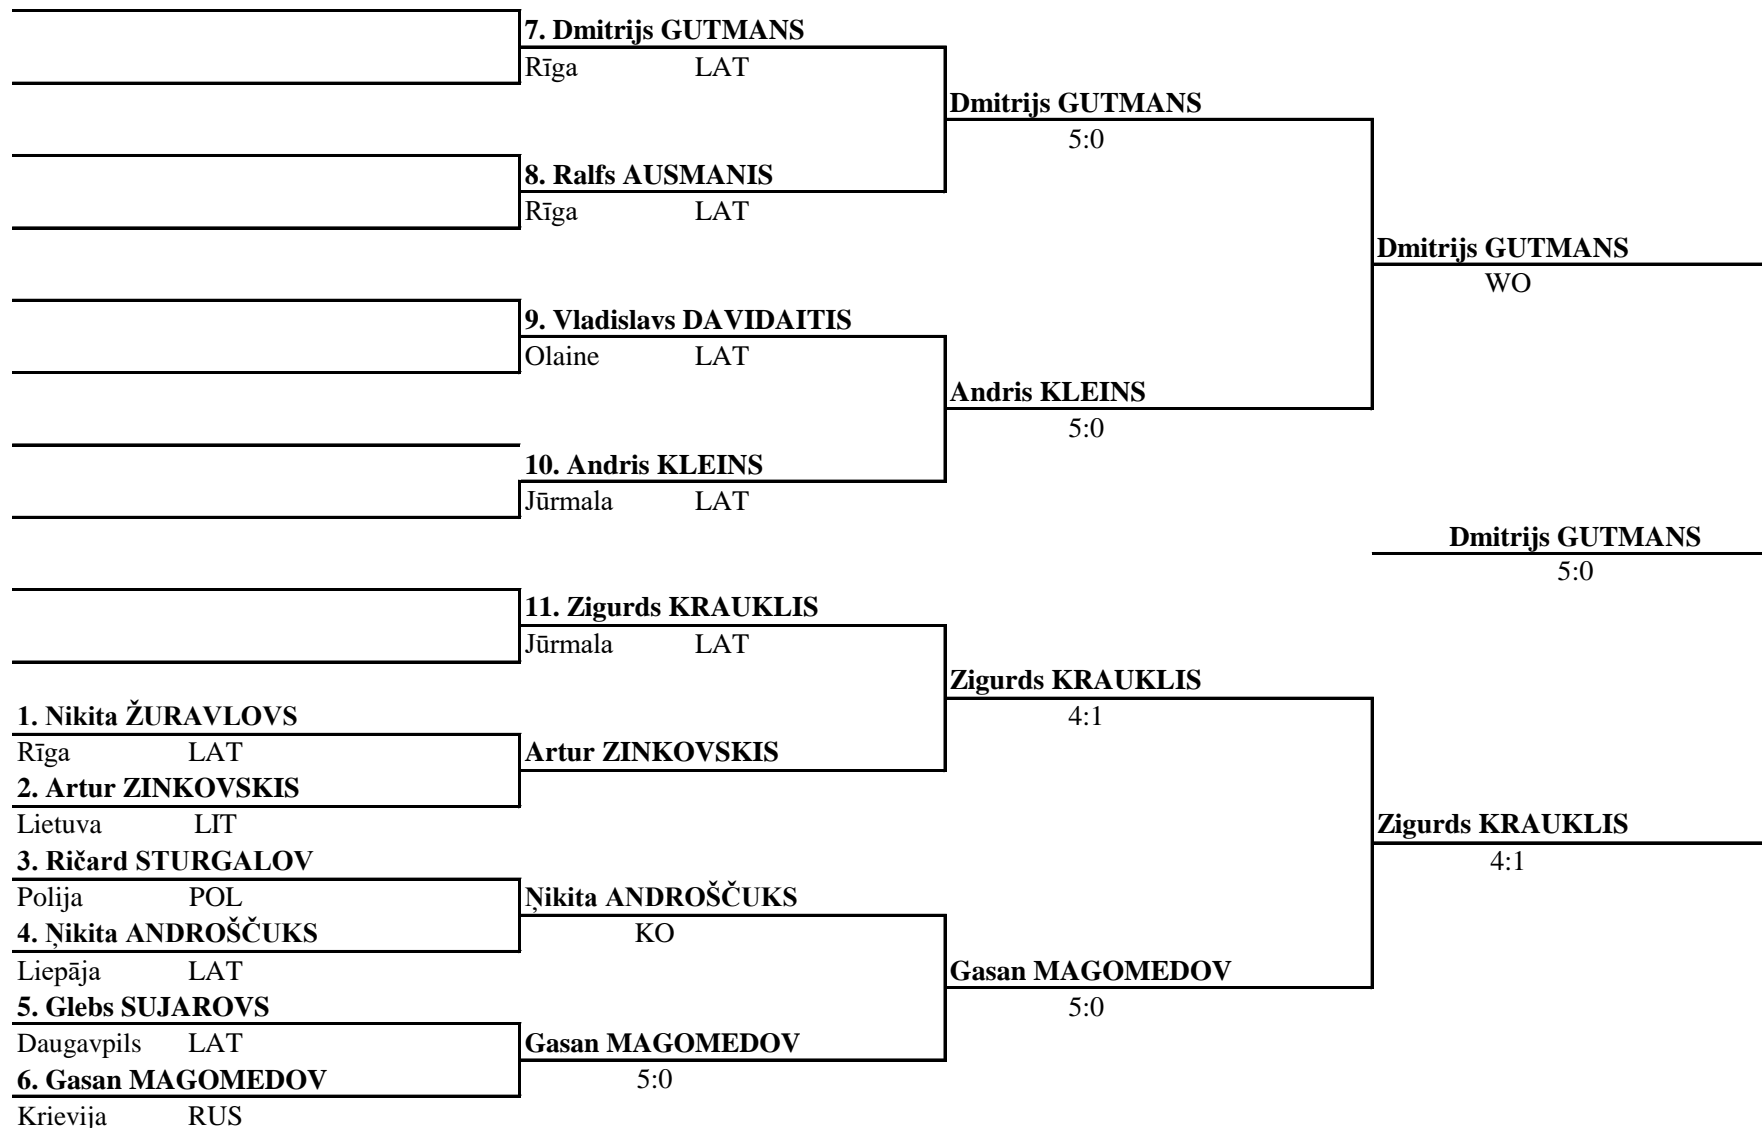 7. Dmitrijs GUTMANS
Rīga LAT
Dmitrijs GUTMANS
5:0
8. Ralfs AUSMANIS
Rīga LAT
Dmitrijs GUTMANS
WO
9. Vladislavs DAVIDAITIS
Olaine LAT
Andris KLEINS
5:0
10. Andris KLEINS
Jūrmala LAT
Dmitrijs GUTMANS
5:0
11. Zigurds KRAUKLIS
Jūrmala LAT
Zigurds KRAUKLIS
4:1
1. Nikita ŽURAVLOVS
Rīga LAT
Artur ZINKOVSKIS
2. Artur ZINKOVSKIS
Lietuva LIT
Zigurds KRAUKLIS
4:1
3. Ričard STURGALOV
Polija POL
Ņikita ANDROŠČUKS
KO
4. Ņikita ANDROŠČUKS
Liepāja LAT
Gasan MAGOMEDOV
5:0
5. Glebs SUJAROVS
Daugavpils LAT
Gasan MAGOMEDOV
5:0
6. Gasan MAGOMEDOV
Krievija RUS